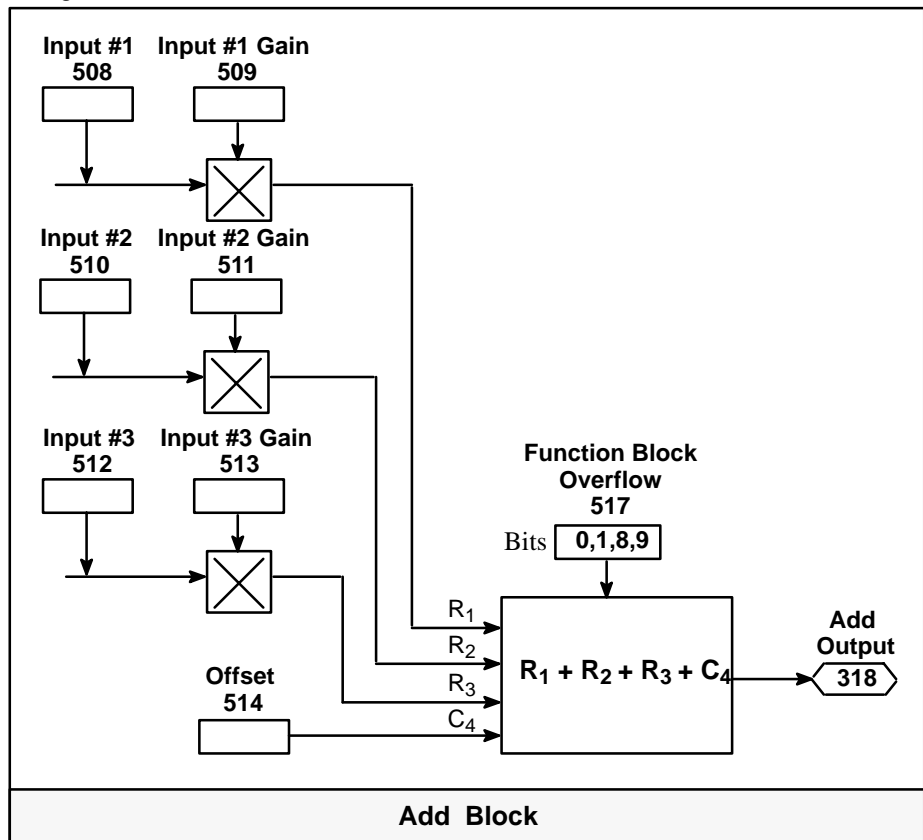 Input #1
508
Input #1 Gain
509
Input #2
510
Input #2 Gain
511
Input #3
512
Input #3 Gain
513
Function Block
Overflow
517
Bits 0,1,8,9
R1
R2
R3
C4
Offset
514
R1 + R2 + R3 + C4
Add
Output
318
Add Block